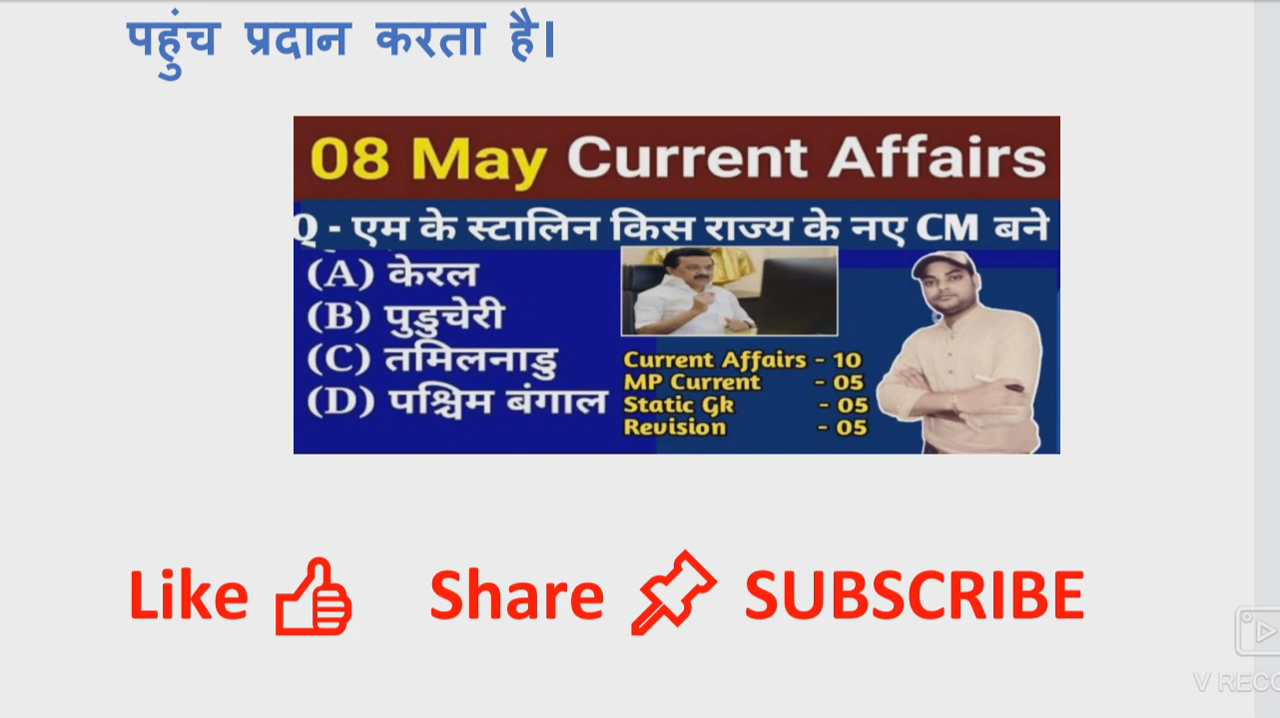 पहुंच प्रदान करता है।
08 May Current Affairs
Q - एम के स्टालिन किस राज्य के नए CM बने
(A) केरल
(B) पुडुचेरी
(C) तमिलनाडु
(D) पश्चिम बंगाल
Current Affairs - 10
MP Current - 05
Static Gk - 05
Revision - 05
Like Share SUBSCRIBE